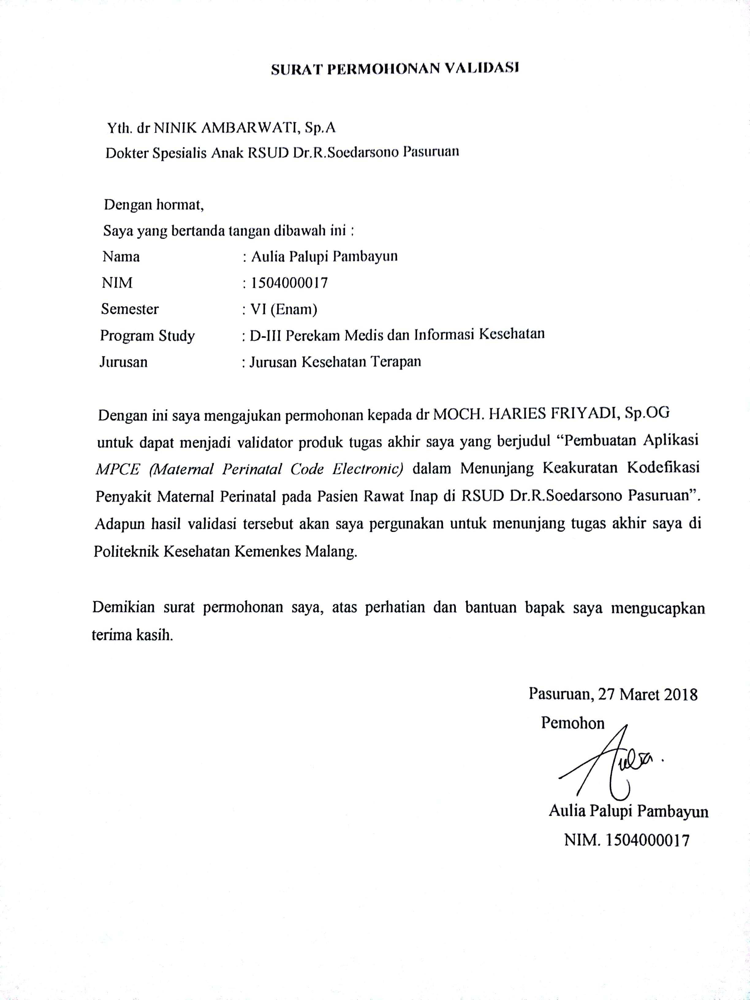 SURAT PERMOHONAN VALIDASI
Yth. dr NINIK AMBARWATI, Sp.A
Dokter Spesialis Anak RSUD Dr.R.Soedarsono Pasuruan
Dengan hormat,
Saya yang bertanda tangan dibawah ini :
Nama : Aulia Palupi Pambayun
NIM : 1504000017
Semester : VI (Enam)
Program Study : D-III Perekam Medis dan Informasi Kesehatan
Jurusan : Jurusan Kesehatan Terapan
Dengan ini saya mengajukan permohonan kepada dr MOCH. HARIES FRIYADI, Sp.OG
untuk dapat menjadi validator produk tugas akhir saya yang berjudul “Pembuatan Aplikasi
MPCE (Maternal Perinatal Code Electronic) dalam Menunjang Keakuratan Kodefikasi
Penyakit Maternal Perinatal pada Pasien Rawat Inap di RSUD Dr.R.Soedarsono Pasuruan”.
Adapun hasil validasi tersebut akan saya pergunakan untuk menunjang tugas akhir saya di
Politeknik Kesehatan Kemenkes Malang.
Demikian surat permohonan saya, atas perhatian dan bantuan bapak saya mengucapkan
terima kasih.
Pasuruan, 27 Maret 2018
Pemohon
Aulia.
Aulia Palupi Pambayun
NIM. 1504000017